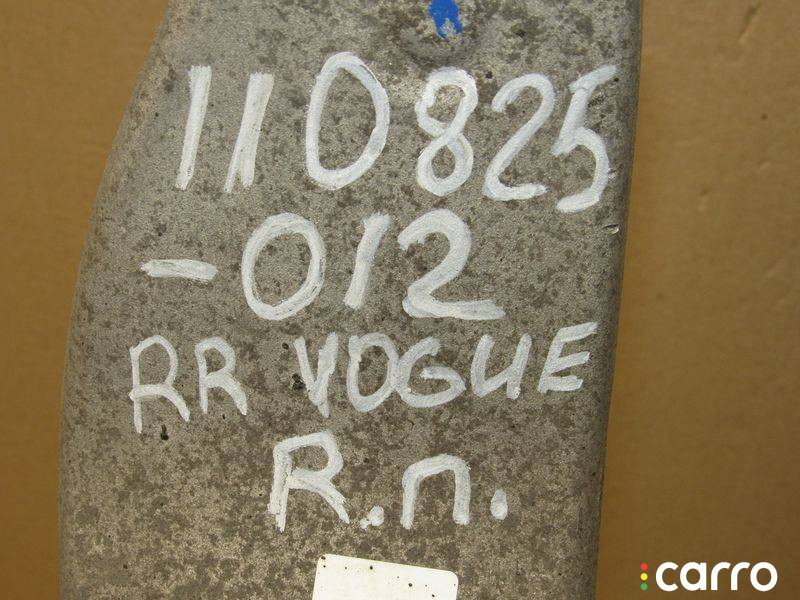 110825
-012
RR VOGUE
R.п.
carro